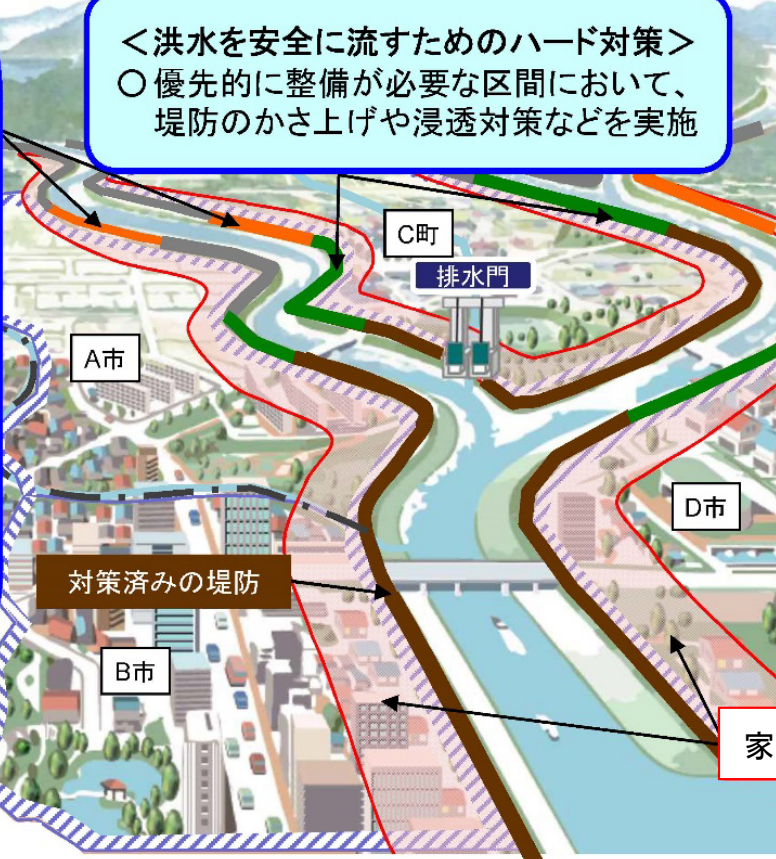 ＜洪水を安全に流すためのハード対策＞
○優先的に整備が必要な区間において、
堤防のかさ上げや浸透対策などを実施
C町
排水門
A市
D市
対策済みの堤防
B市
家